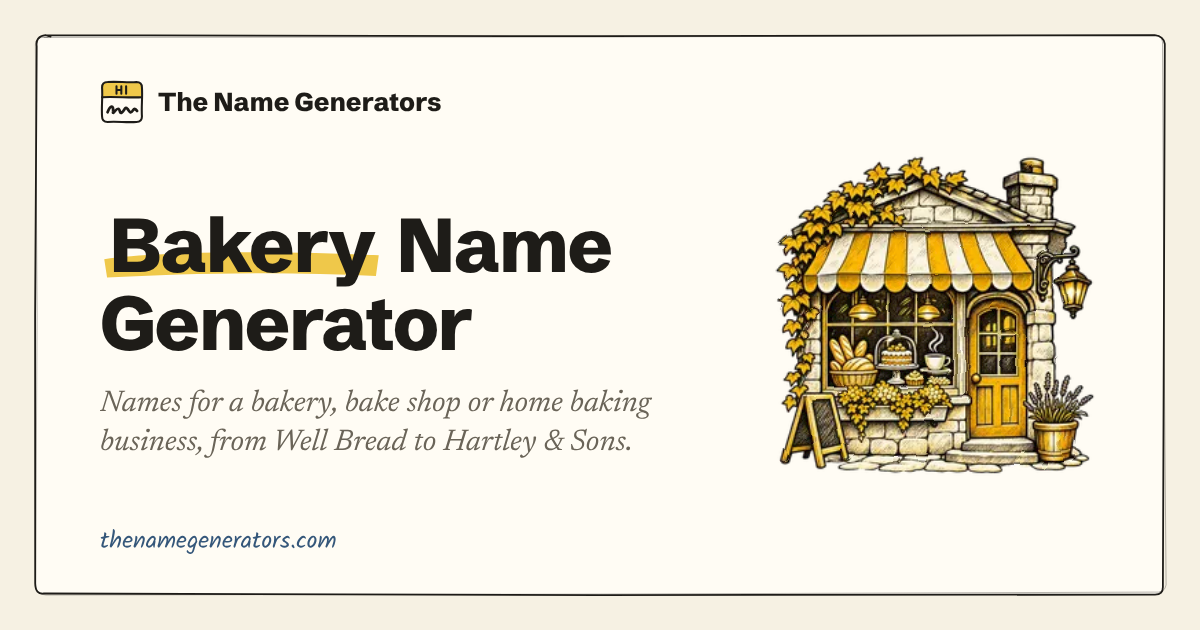 HI
The Name Generators
Bakery Name
Generator
Names for a bakery, bake shop or home baking
business, from Well Bread to Hartley & Sons.
thenamegenerators.com